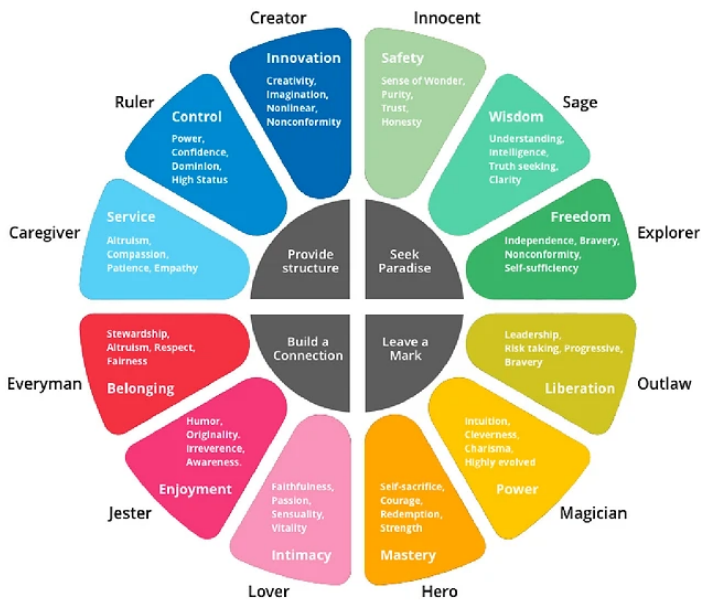 Creator
Innovation
Creativity,
Imagination,
Nonlinear,
Nonconformity
Innocent
Safety
Sense of Wonder,
Purity,
Trust,
Honesty
Ruler
Control
Power,
Confidence,
Dominion,
High Status
Sage
Wisdom
Understanding,
Intelligence,
Truth seeking,
Clarity
Caregiver
Service
Altruism,
Compassion,
Patience, Empathy
Explorer
Freedom
Independence, Bravery,
Nonconformity,
Self-sufficiency
Provide
structure
Seek
Paradise
Build a
Connection
Leave a
Mark
Everyman
Stewardship,
Altruism, Respect,
Fairness
Belonging
Outlaw
Leadership,
Risk taking, Progressive,
Bravery
Liberation
Jester
Humor,
Originality.
Irreverence,
Awareness.
Enjoyment
Magician
Intuition,
Cleverness,
Charisma,
Highly evolved
Power
Lover
Faithfulness,
Passion,
Sensuality,
Vitality
Intimacy
Hero
Self-sacrifice,
Courage,
Redemption,
Strength
Mastery